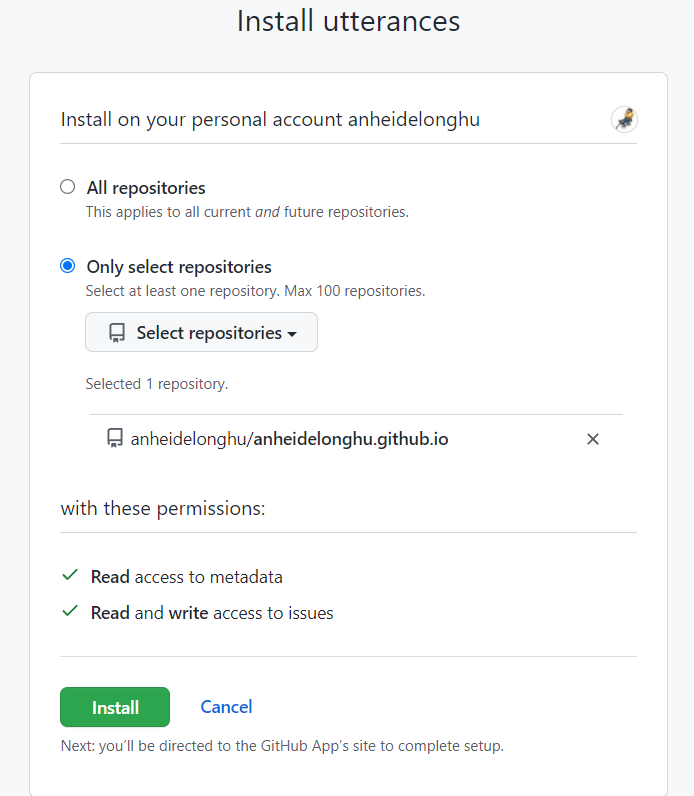 Install utterances
Install on your personal account anheidelonghu
All repositories
This applies to all current and future repositories.
Only select repositories
Select at least one repository. Max 100 repositories.
Select repositories
Selected 1 repository.
anheidelonghu/anheidelonghu.github.io
with these permissions:
Read access to metadata
Read and write access to issues
Install Cancel
Next: you’ll be directed to the GitHub App’s site to complete setup.